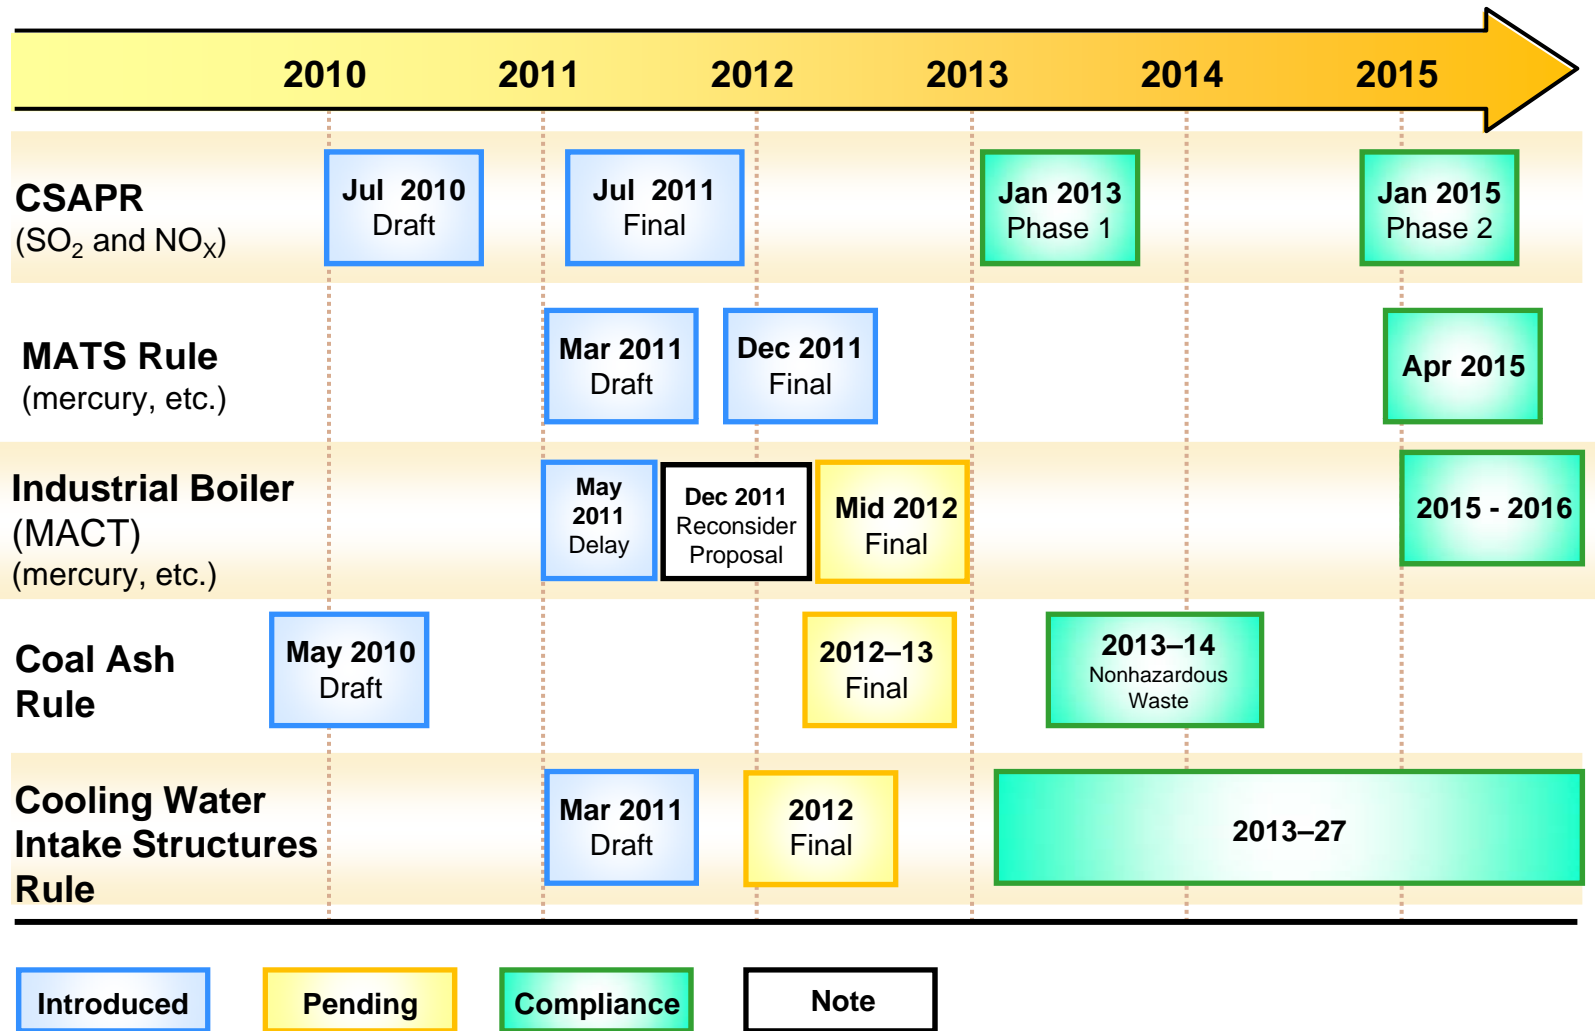 2010 2011 2012 2013 2014 2015
CSAPR
(SO₂ and NOₓ)
Jul 2010
Draft
Jul 2011
Final
Jan 2013
Phase 1
Jan 2015
Phase 2
MATS Rule
(mercury, etc.)
Mar 2011
Draft
Dec 2011
Final
Apr 2015
Industrial Boiler
(MACT)
(mercury, etc.)
May
2011
Delay
Dec 2011
Reconsider
Proposal
Mid 2012
Final
2015 - 2016
Coal Ash
Rule
May 2010
Draft
2012–13
Final
2013–14
Nonhazardous
Waste
Cooling Water
Intake Structures
Rule
Mar 2011
Draft
2012
Final
2013–27
Introduced
Pending
Compliance
Note